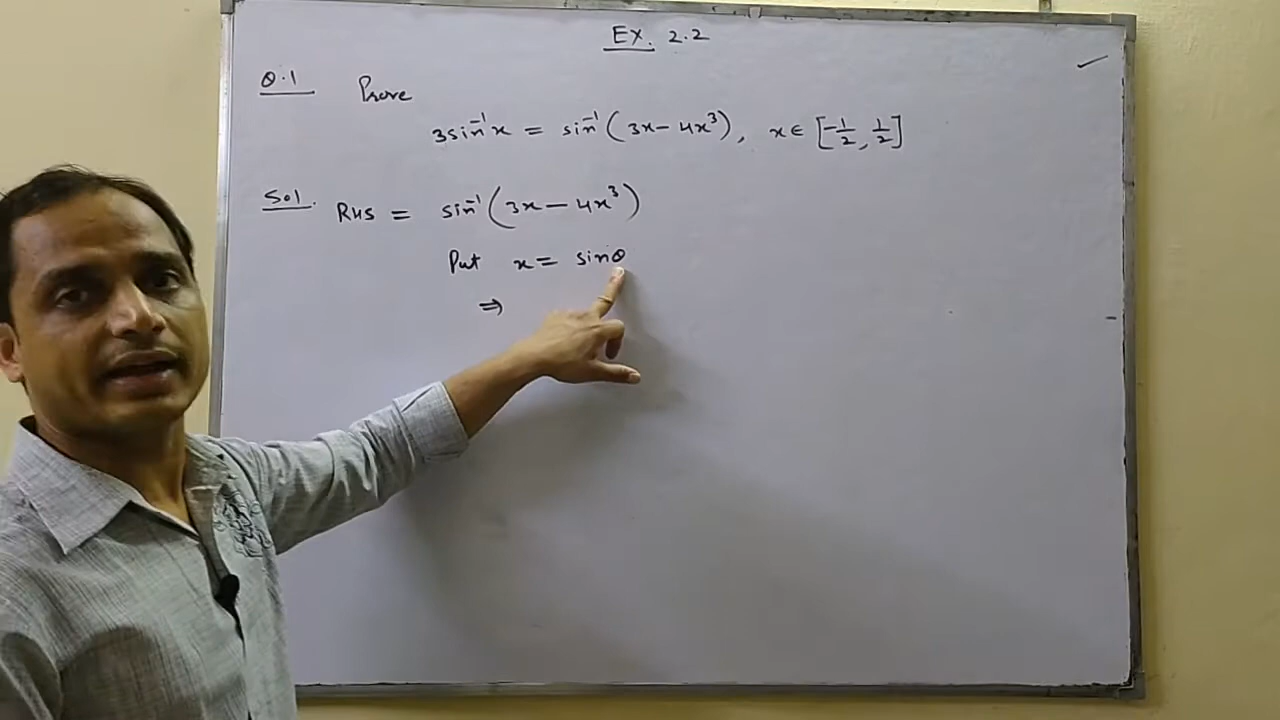 EX. 2.2
Q.1 Prove
3sin⁻¹x = sin⁻¹(3x-4x³), x ∈ [-1/2, 1/2]
Sol. RHS = sin⁻¹(3x-4x³)
Put x = sinθ
⇒